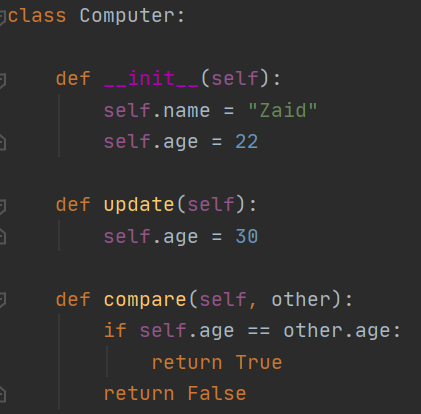 class Computer:
    def __init__(self):
        self.name = "Zaid"
        self.age = 22
    def update(self):
        self.age = 30
    def compare(self, other):
        if self.age == other.age:
            return True
        return False